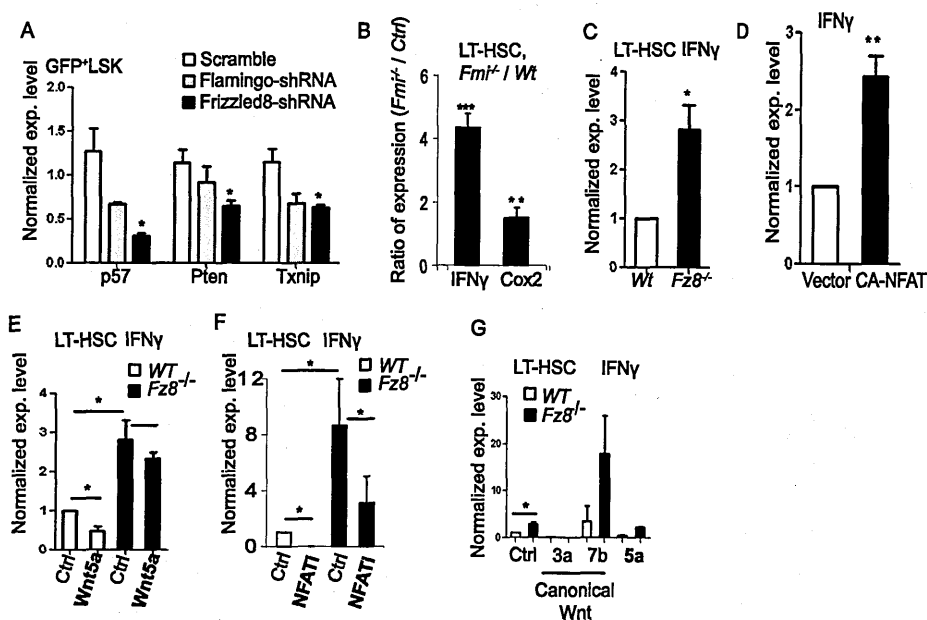 A
GFP+LSK
Scramble
Flamingo-shRNA
Frizzled8-shRNA
Normalized exp. level
1.5
1.0
0.5
0.0
*
*
*
p57 Pten Txnip
B
LT-HSC,
Fmi-/-/ Wt
Ratio of expression (Fmi-/-/ Ctrl)
6
4
2
0
***
**
IFNγ Cox2
C
LT-HSC IFNγ
Normalized exp. level
4
3
2
1
0
*
Wt Fz8-/-
D
IFNγ
Normalized exp. level
3
2
1
0
**
Vector CA-NFAT
E
LT-HSC IFNγ
WT
Fz8-/-
Normalized exp. level
4
3
2
1
0
*
*
Ctrl Wnt5a Ctrl Wnt5a
F
LT-HSC IFNγ
WT
Fz8-/-
Normalized exp. level
12
8
4
0
*
*
*
Ctrl NFATI Ctrl NFATI
G
LT-HSC IFNγ
WT
Fz8-/-
Normalized exp. level
30
20
10
0
*
Ctrl 3a 7b 5a
Canonical
Wnt